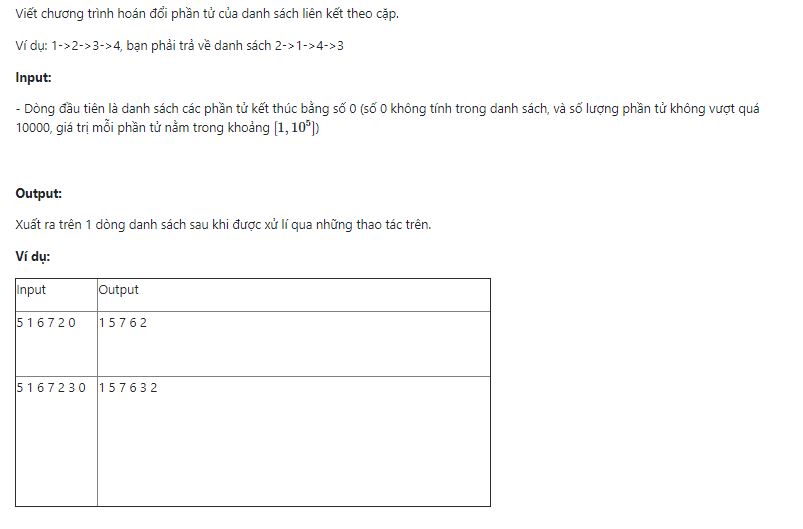 Viết chương trình hoán đổi phần tử của danh sách liên kết theo cặp.
Ví dụ: 1->2->3->4, bạn phải trả về danh sách 2->1->4->3
Input:
- Dòng đầu tiên là danh sách các phần tử kết thúc bằng số 0 (số 0 không tính trong danh sách, và số lượng phần tử không vượt quá
10000, giá trị mỗi phần tử nằm trong khoảng [1, 10⁵])
Output:
Xuất ra trên 1 dòng danh sách sau khi được xử lí qua những thao tác trên.
Ví dụ:
Input Output
5 1 6 7 2 0 1 5 7 6 2
5 1 6 7 2 3 0 1 5 7 6 3 2